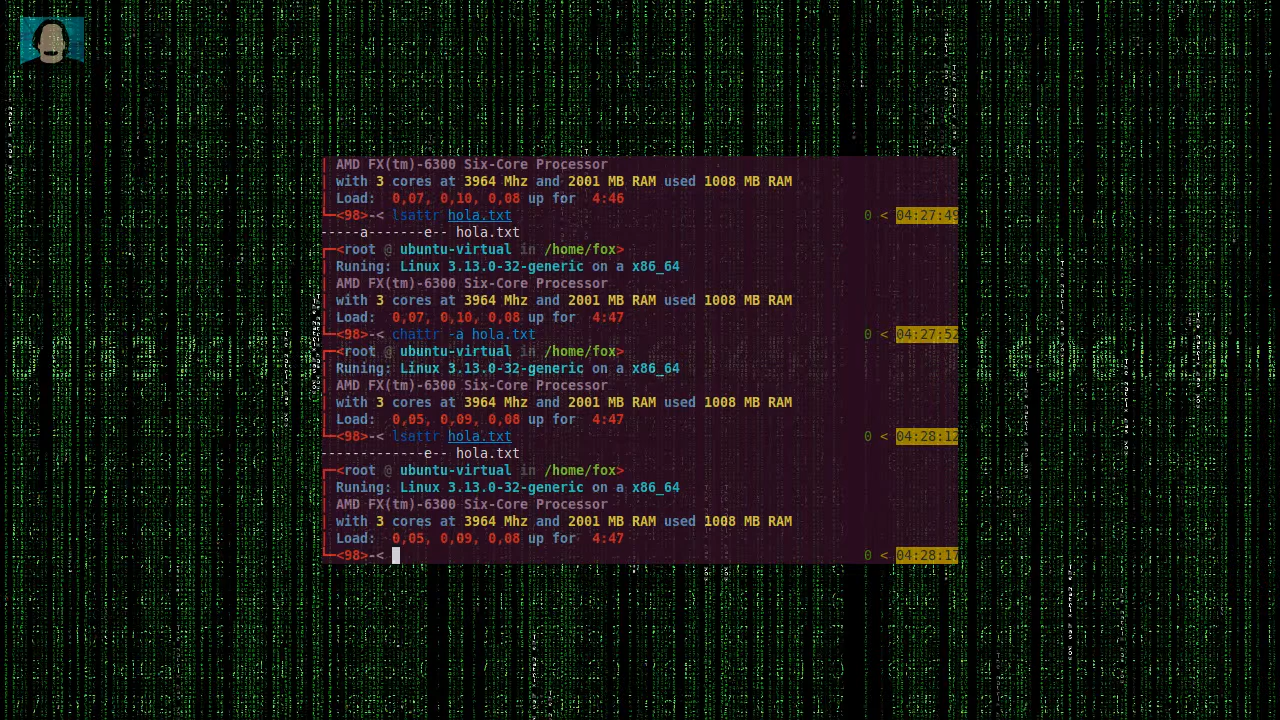 AMD FX(tm)-6300 Six-Core Processor
with 3 cores at 3964 Mhz and 2001 MB RAM used 1008 MB RAM
Load:  0,07, 0,10, 0,08 up for  4:46
<98>-< lsattr hola.txt 0 < 04:27:49
-----a-------e-- hola.txt
<root @ ubuntu-virtual in /home/fox>
Runing: Linux 3.13.0-32-generic on a x86_64
AMD FX(tm)-6300 Six-Core Processor
with 3 cores at 3964 Mhz and 2001 MB RAM used 1008 MB RAM
Load:  0,07, 0,10, 0,08 up for  4:47
<98>-< chattr -a hola.txt 0 < 04:27:52
<root @ ubuntu-virtual in /home/fox>
Runing: Linux 3.13.0-32-generic on a x86_64
AMD FX(tm)-6300 Six-Core Processor
with 3 cores at 3964 Mhz and 2001 MB RAM used 1008 MB RAM
Load:  0,05, 0,09, 0,08 up for  4:47
<98>-< lsattr hola.txt 0 < 04:28:12
-------------e-- hola.txt
<root @ ubuntu-virtual in /home/fox>
Runing: Linux 3.13.0-32-generic on a x86_64
AMD FX(tm)-6300 Six-Core Processor
with 3 cores at 3964 Mhz and 2001 MB RAM used 1008 MB RAM
Load:  0,05, 0,09, 0,08 up for  4:47
<98>-< 0 < 04:28:17